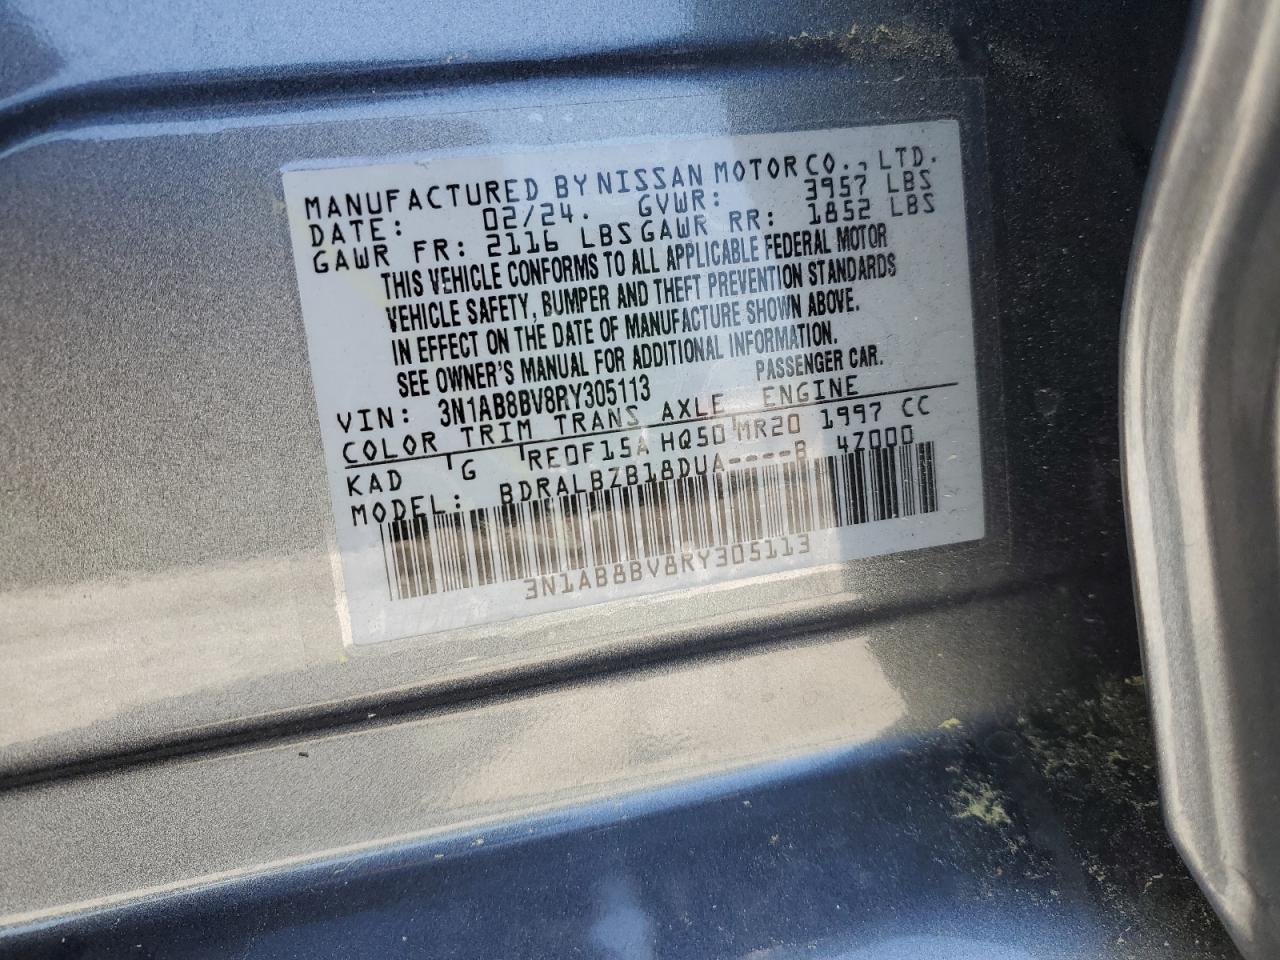 MANUFACTURED BY NISSAN MOTOR CO., LTD.
DATE: 02/24. GVWR: 3957 LBS
GAWR FR: 2116 LBS GAWR RR: 1852 LBS
THIS VEHICLE CONFORMS TO ALL APPLICABLE FEDERAL MOTOR
VEHICLE SAFETY, BUMPER AND THEFT PREVENTION STANDARDS
IN EFFECT ON THE DATE OF MANUFACTURE SHOWN ABOVE.
SEE OWNER'S MANUAL FOR ADDITIONAL INFORMATION.
VIN: 3N1AB8BV8RY305113 PASSENGER CAR.
COLOR TRIM TRANS AXLE ENGINE
KAD G RE0F15A HQ50 MR20 1997 CC
MODEL: BDRALBZB18DUA----B 4Z000
3N1AB8BV8RY305113